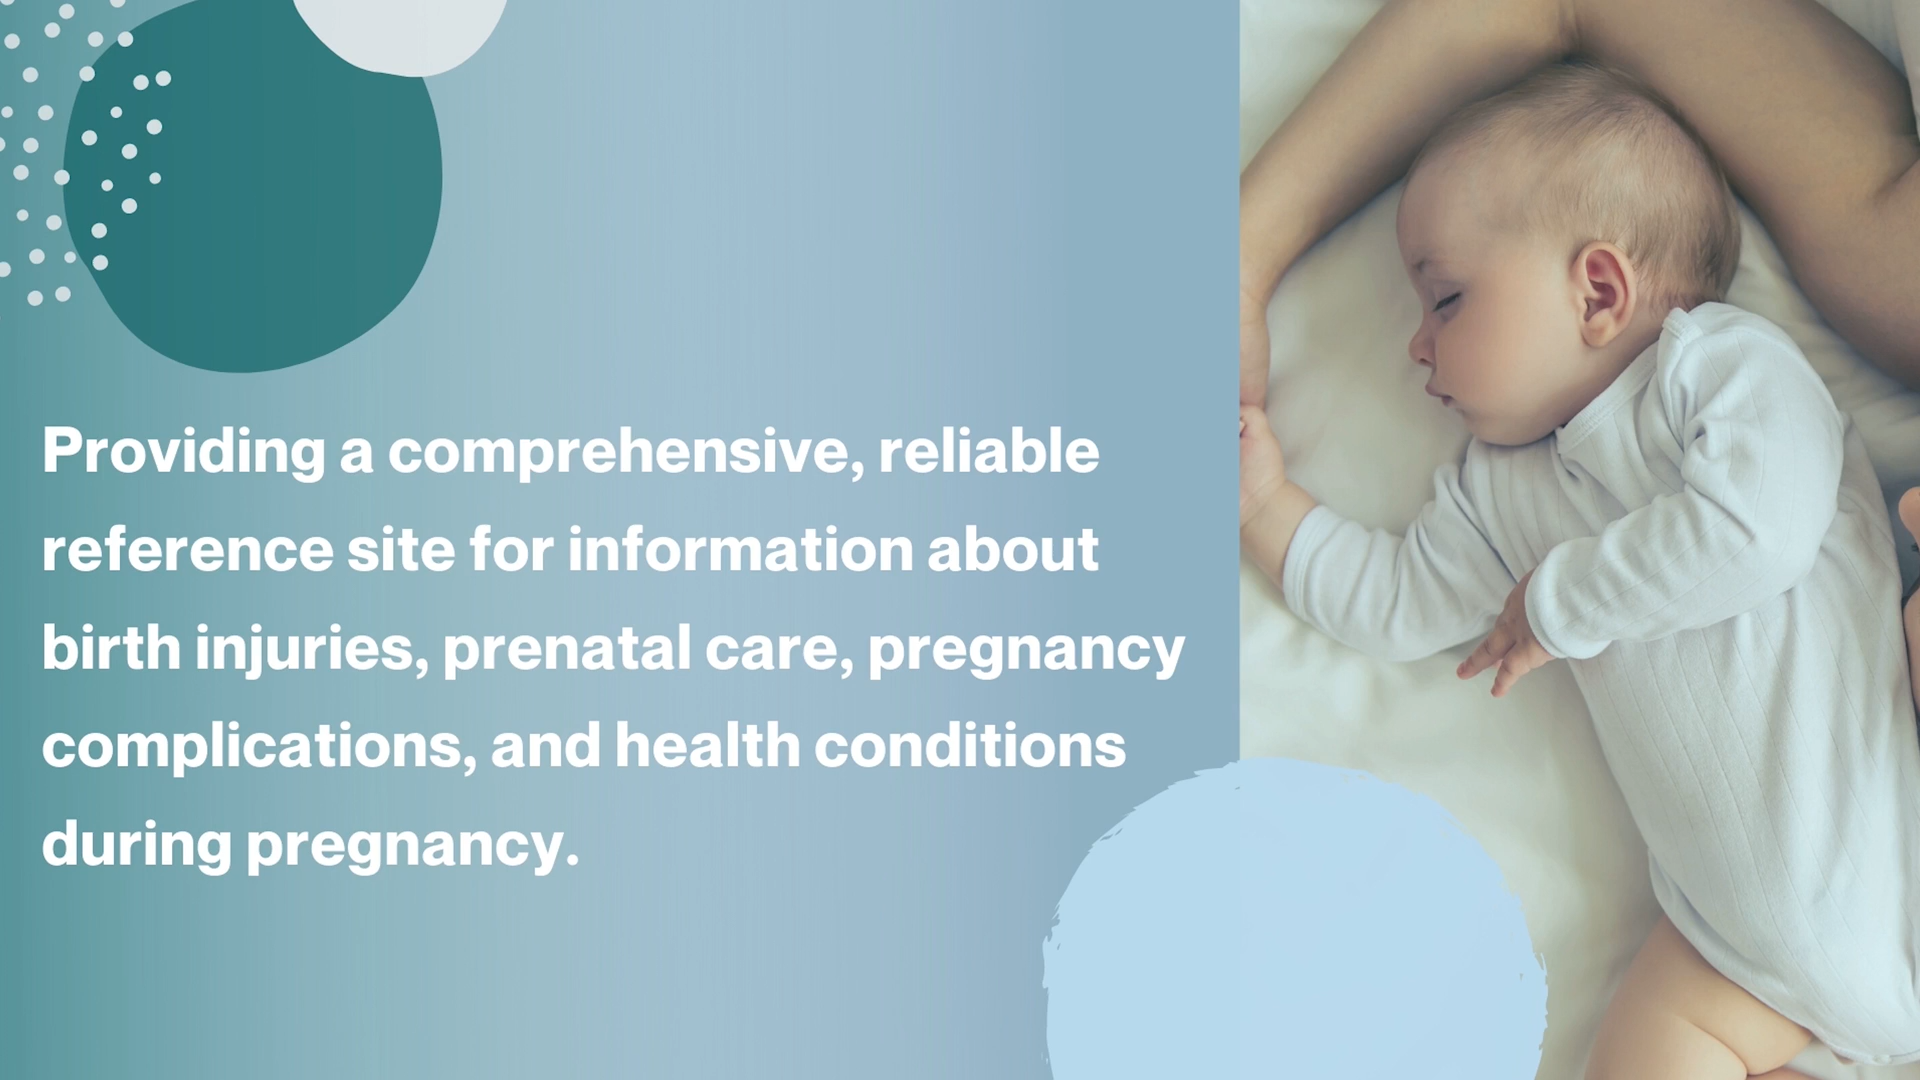 Providing a comprehensive, reliable
reference site for information about
birth injuries, prenatal care, pregnancy
complications, and health conditions
during pregnancy.